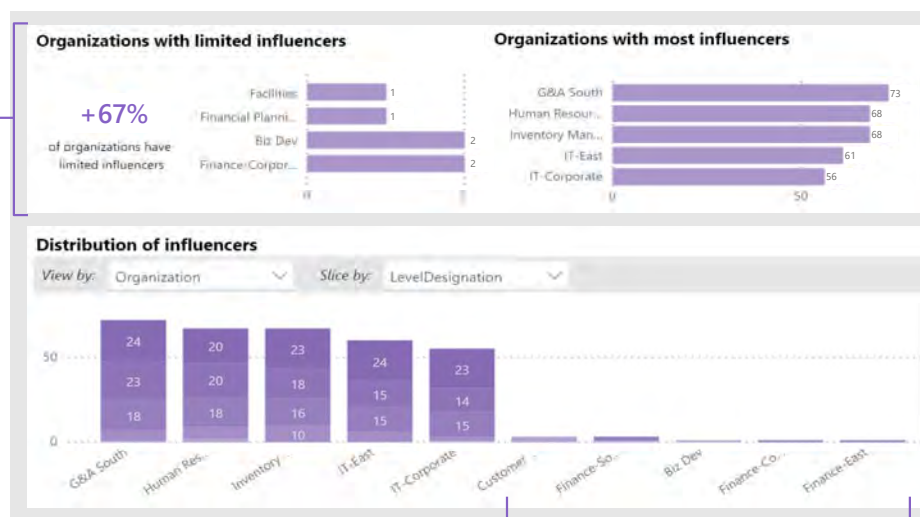 Organizations with limited influencers
+67%
of organizations have
limited influencers
Facilities 1
Financial Planni... 1
Biz Dev 2
Finance-Corpor... 2
0
Organizations with most influencers
G&A South 73
Human Resour... 68
Inventory Man... 68
IT-East 61
IT-Corporate 56
0 50
Distribution of influencers
View by: Organization Slice by: LevelDesignation
50
0
24 23 18
20 20 18
23 18 16 10
24 15 15
23 14 15
G&A South Human Res... Inventory... IT-East IT-Corporate Customer... Finance-So... Biz Dev Finance-Co... Finance-East